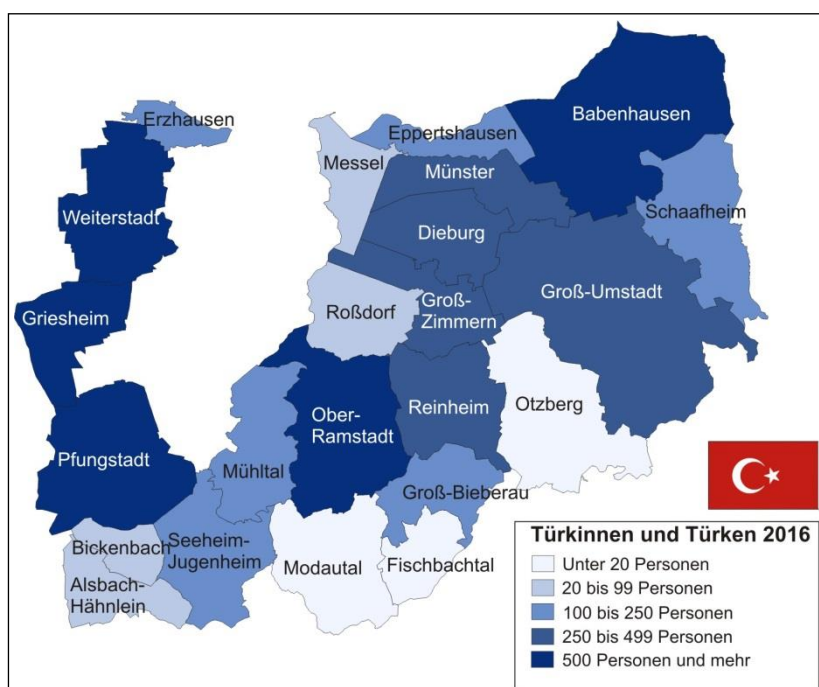 Erzhausen
Eppertshausen
Babenhausen
Messel
Münster
Weiterstadt
Schaafheim
Dieburg
Groß-Umstadt
Griesheim
Roßdorf
Groß-
Zimmern
Ober-
Ramstadt
Reinheim
Otzberg
Pfungstadt
Mühltal
Groß-Bieberau
Bickenbach
Seeheim-
Jugenheim
Modautal
Fischbachtal
Alsbach-
Hähnlein
Türkinnen und Türken 2016
Unter 20 Personen
20 bis 99 Personen
100 bis 250 Personen
250 bis 499 Personen
500 Personen und mehr